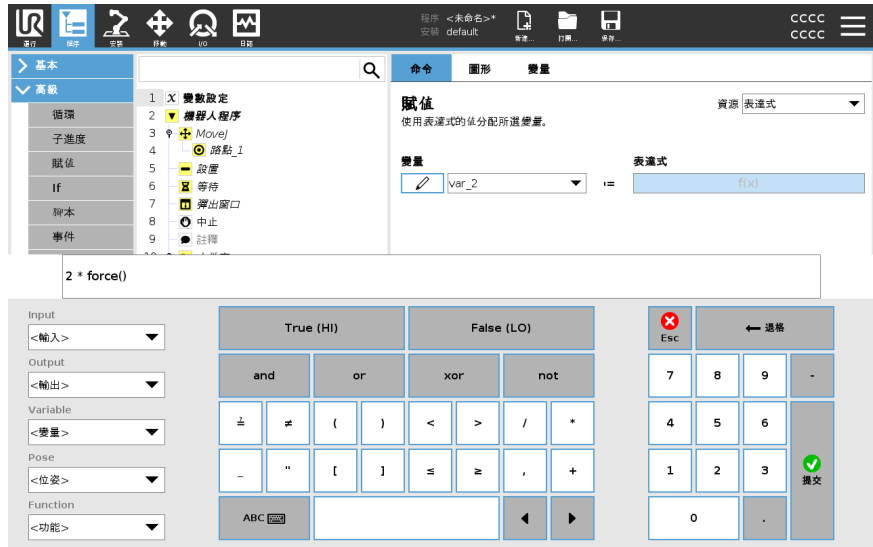 程序 <未命名>*
安裝 default
cccc
cccc
運行
程序
安裝
移動
I/O
日誌
新建...
打開...
保存...
基本
高級
循環
子進度
賦值
If
腳本
事件
1 X 變數設定
2 機器人程序
3 MoveJ
4 路點_1
5 設置
6 等待
7 彈出窗口
8 中止
9 註釋
命令 圖形 變量
賦值
資源 表達式
使用表達式的值分配所選變量。
變量 表達式
var_2 := f(x)
2 * force()
Input
<輸入>
Output
<輸出>
Variable
<變量>
Pose
<位姿>
Function
<功能>
True (HI) False (LO)
and or xor not
≟ ≠ ( ) < > / *
_ " [ ] ≤ ≥ , +
ABC
Esc 退格
7 8 9 -
4 5 6
1 2 3 提交
0 .